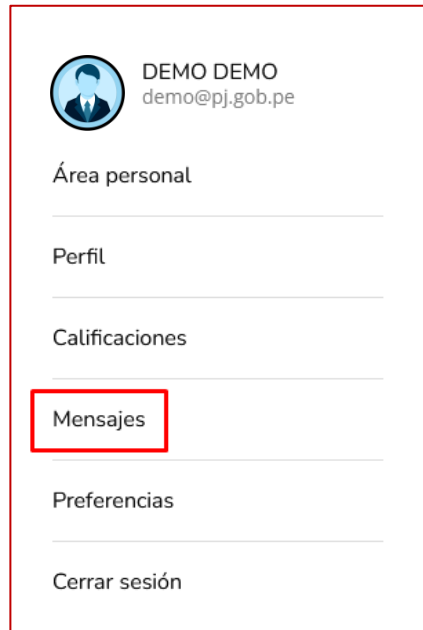 DEMO DEMO
demo@pj.gob.pe
Área personal
Perfil
Calificaciones
Mensajes
Preferencias
Cerrar sesión